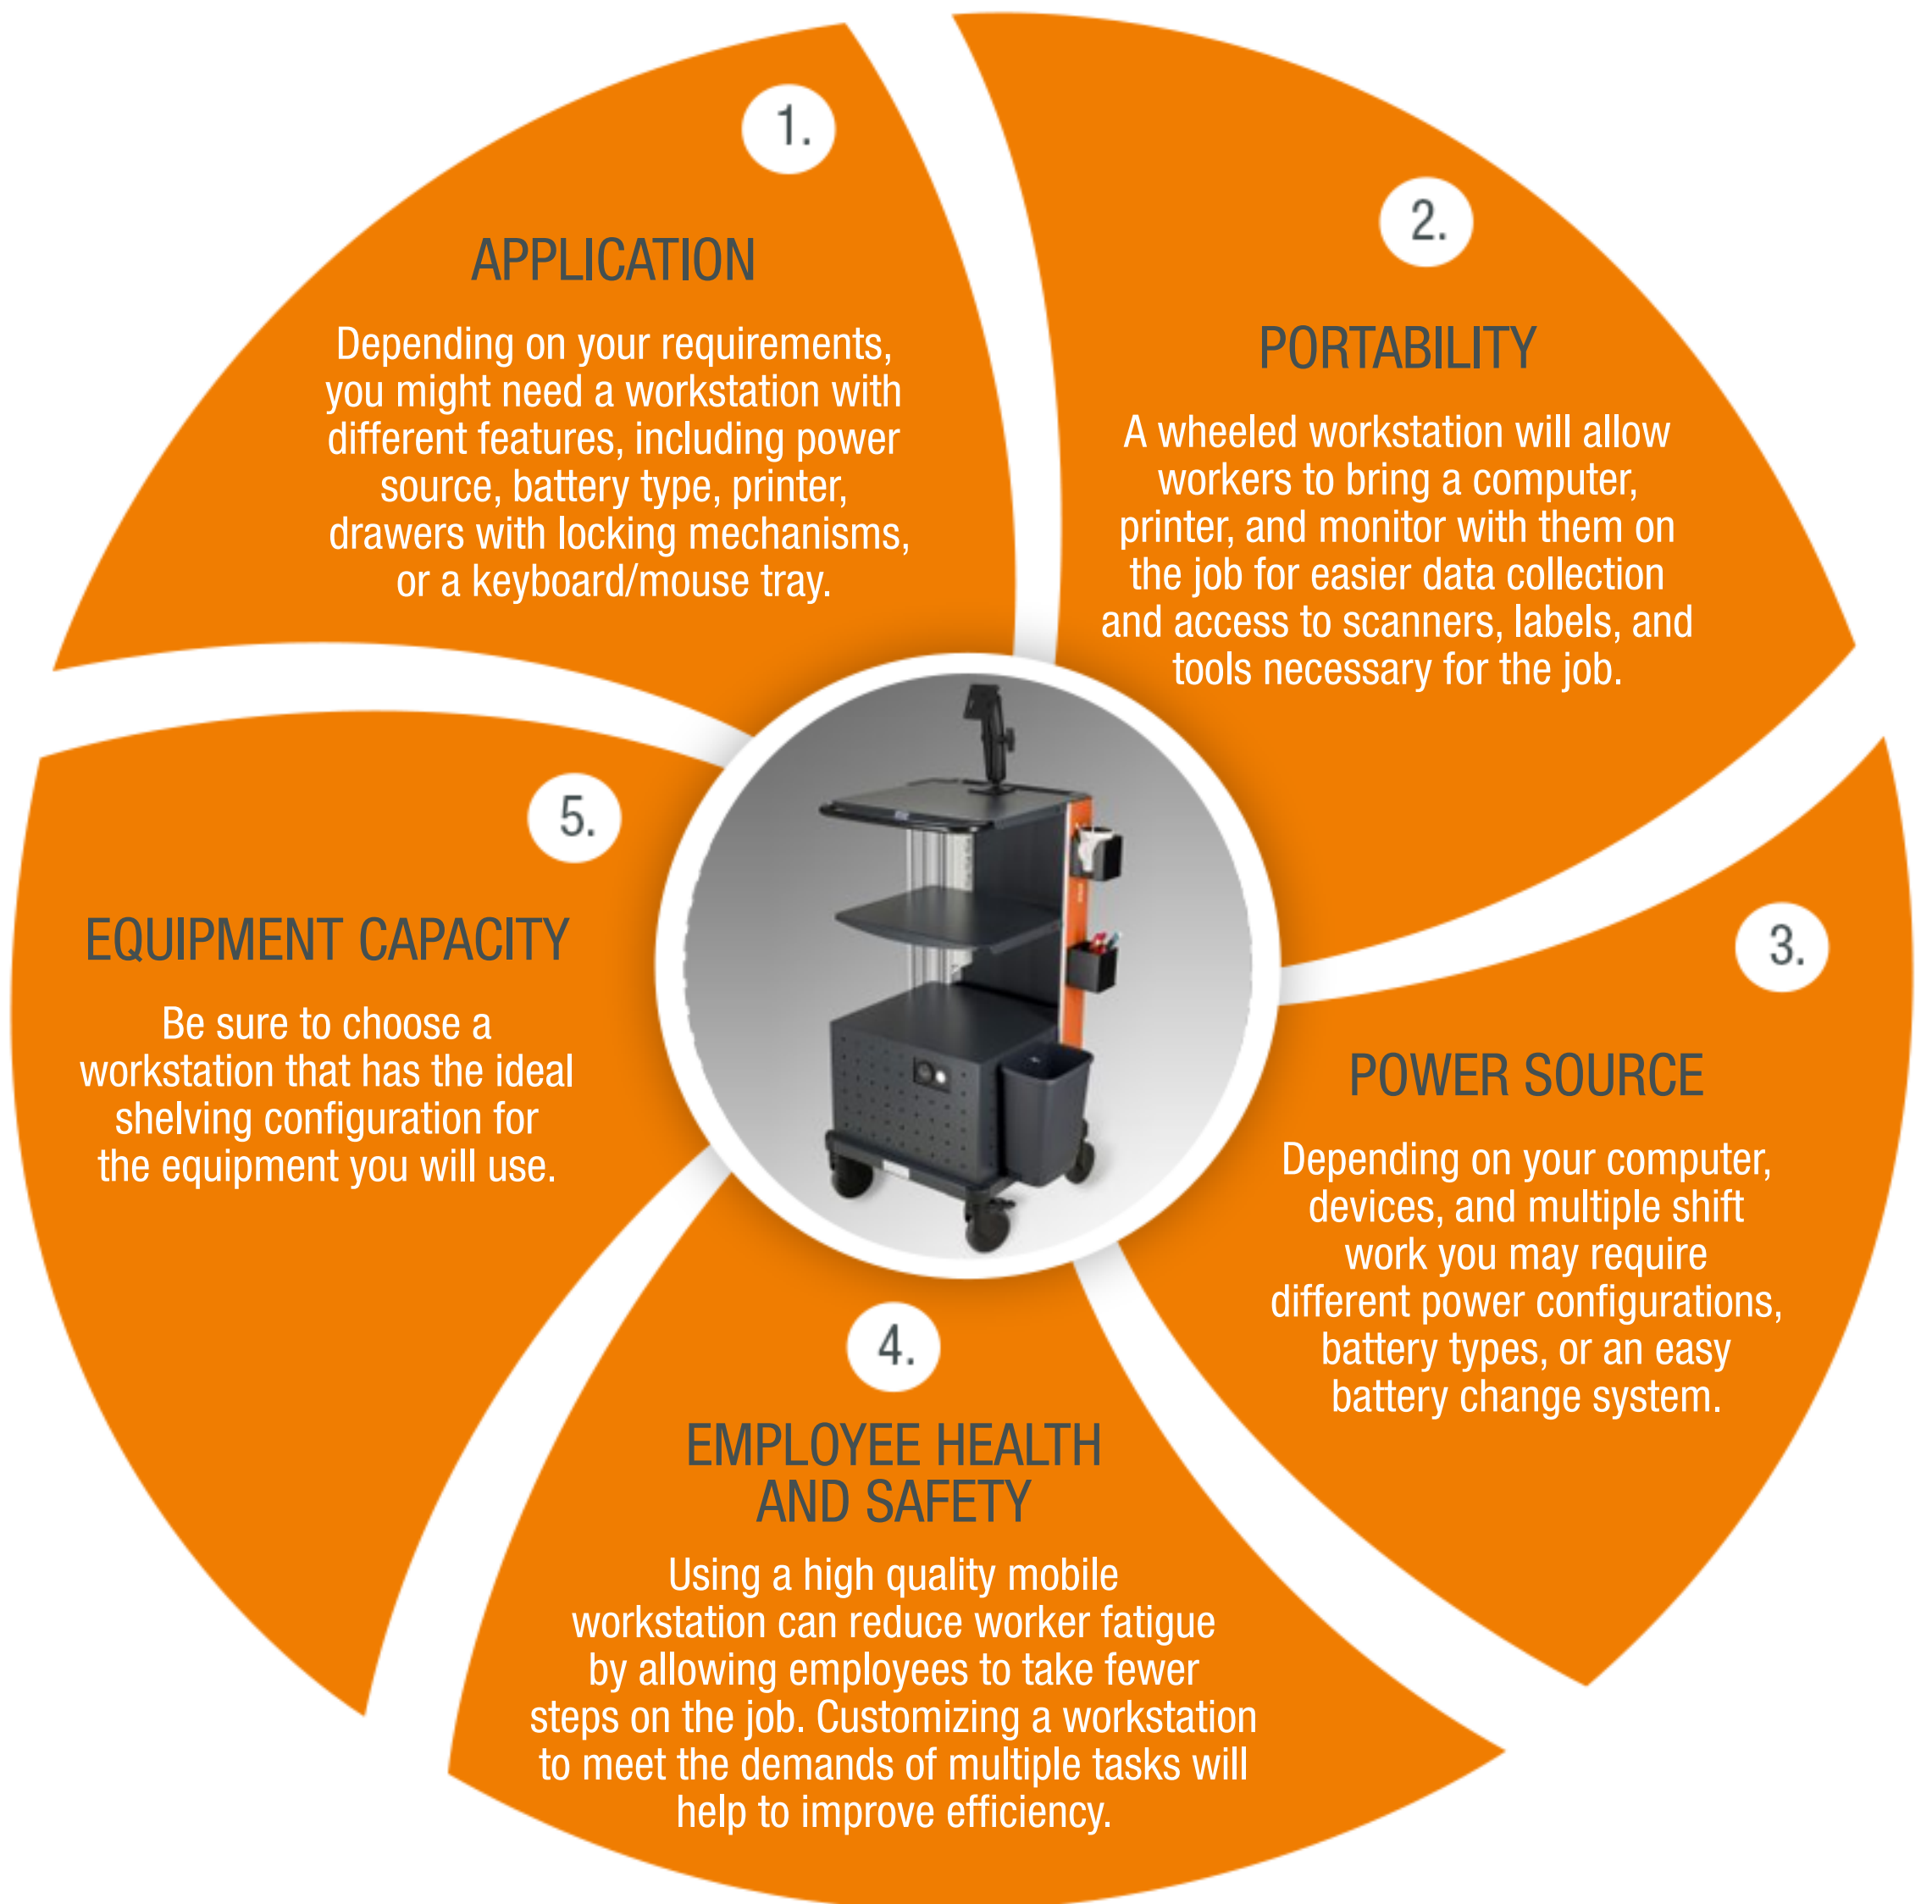 1.
APPLICATION
Depending on your requirements,
you might need a workstation with
different features, including power
source, battery type, printer,
drawers with locking mechanisms,
or a keyboard/mouse tray.
2.
PORTABILITY
A wheeled workstation will allow
workers to bring a computer,
printer, and monitor with them on
the job for easier data collection
and access to scanners, labels, and
tools necessary for the job.
3.
POWER SOURCE
Depending on your computer,
devices, and multiple shift
work you may require
different power configurations,
battery types, or an easy
battery change system.
4.
EMPLOYEE HEALTH
AND SAFETY
Using a high quality mobile
workstation can reduce worker fatigue
by allowing employees to take fewer
steps on the job. Customizing a workstation
to meet the demands of multiple tasks will
help to improve efficiency.
5.
EQUIPMENT CAPACITY
Be sure to choose a
workstation that has the ideal
shelving configuration for
the equipment you will use.